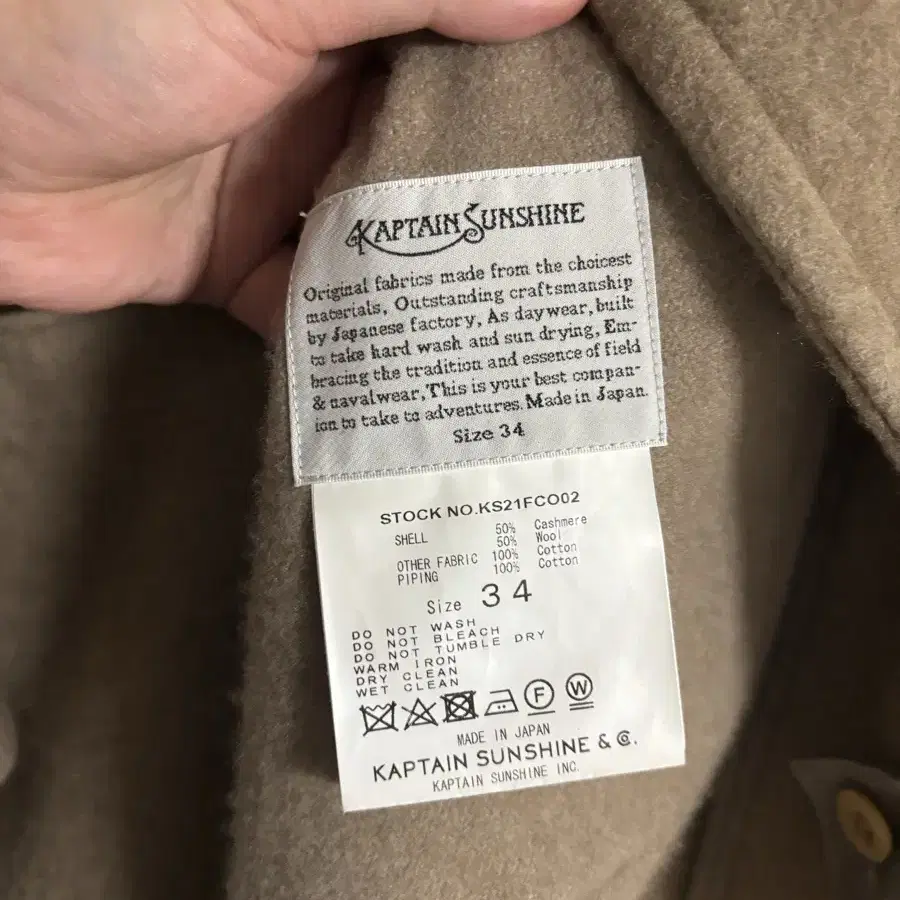 KAPTAIN SUNSHINE
Original fabrics made from the choicest
materials, Outstanding craftsmanship
by Japanese factory, As daywear, built
to take hard wash and sun drying, Em-
bracing the tradition and essence of field
& navalwear, This is your best compan-
ion to take to adventures. Made in Japan.
Size 34
STOCK NO.KS21FCO02
SHELL 50% Cashmere
50% Wool
OTHER FABRIC 100% Cotton
PIPING 100% Cotton
Size 34
DO NOT WASH
DO NOT BLEACH
DO NOT TUMBLE DRY
WARM IRON
DRY CLEAN
WET CLEAN
F W
MADE IN JAPAN
KAPTAIN SUNSHINE & Co.
KAPTAIN SUNSHINE INC.